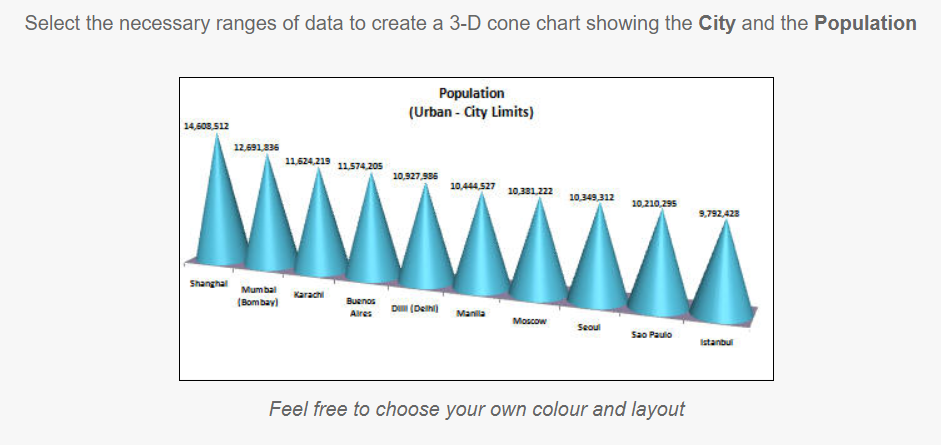 Select the necessary ranges of data to create a 3-D cone chart showing the City and the Population
Population
(Urban - City Limits)
14,608,512
12,691,836
11,624,219
11,574,205
10,927,986
10,444,527
10,381,222
10,349,312
10,210,295
9,792,428
Shanghai
Mumbai
(Bombay)
Karachi
Buenos
Aires
Dilli (Delhi)
Manila
Moscow
Seoul
Sao Paulo
Istanbul
Feel free to choose your own colour and layout